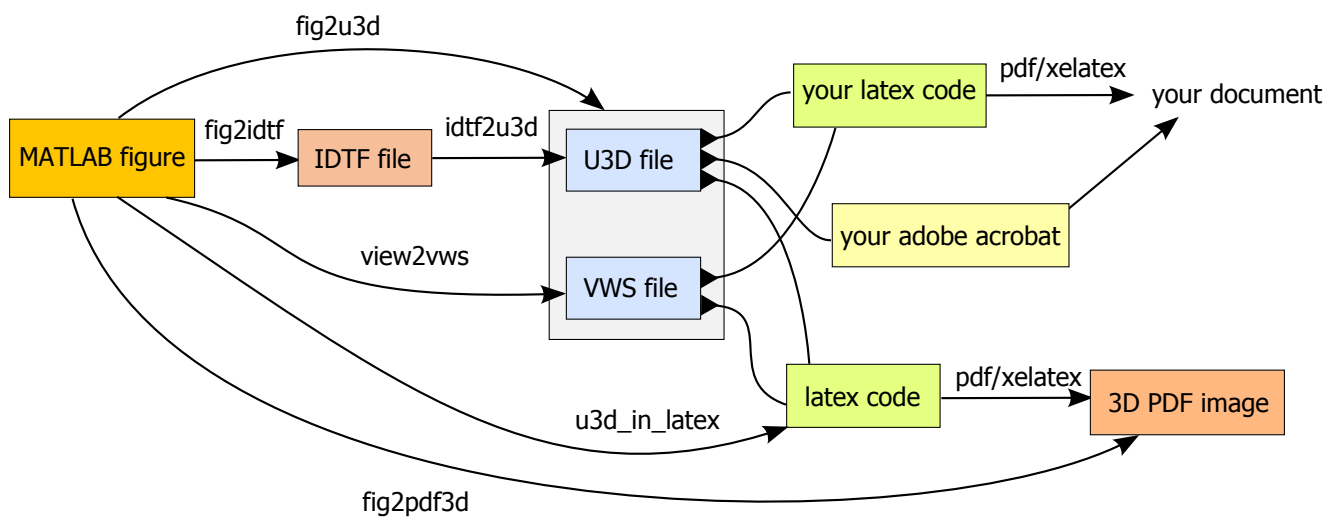 fig2u3d
your latex code
pdf/xelatex
your document
MATLAB figure
fig2idtf
IDTF file
idtf2u3d
U3D file
your adobe acrobat
view2vws
VWS file
u3d_in_latex
latex code
pdf/xelatex
3D PDF image
fig2pdf3d